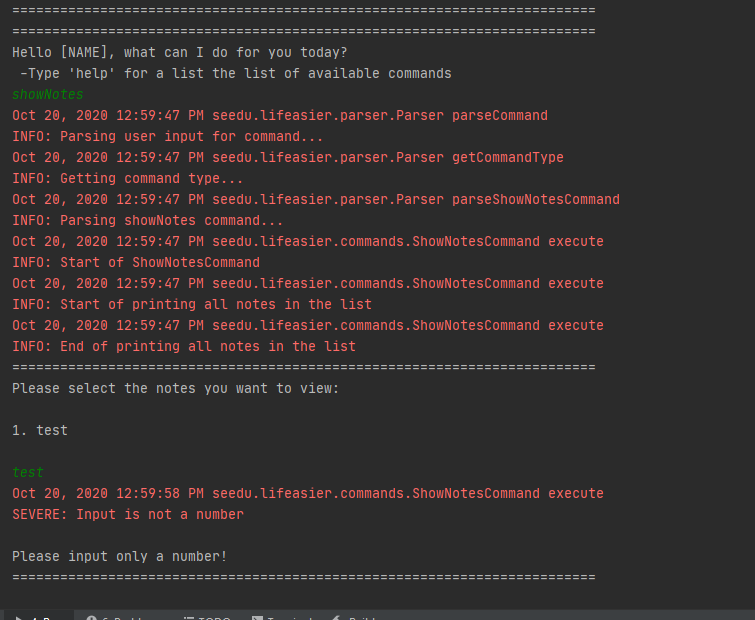 =========================================================================
=========================================================================
Hello [NAME], what can I do for you today?
-Type 'help' for a list the list of available commands
showNotes
Oct 20, 2020 12:59:47 PM seedu.lifeasier.parser.Parser parseCommand
INFO: Parsing user input for command...
Oct 20, 2020 12:59:47 PM seedu.lifeasier.parser.Parser getCommandType
INFO: Getting command type...
Oct 20, 2020 12:59:47 PM seedu.lifeasier.parser.Parser parseShowNotesCommand
INFO: Parsing showNotes command...
Oct 20, 2020 12:59:47 PM seedu.lifeasier.commands.ShowNotesCommand execute
INFO: Start of ShowNotesCommand
Oct 20, 2020 12:59:47 PM seedu.lifeasier.commands.ShowNotesCommand execute
INFO: Start of printing all notes in the list
Oct 20, 2020 12:59:47 PM seedu.lifeasier.commands.ShowNotesCommand execute
INFO: End of printing all notes in the list
=========================================================================
Please select the notes you want to view:
1. test
test
Oct 20, 2020 12:59:58 PM seedu.lifeasier.commands.ShowNotesCommand execute
SEVERE: Input is not a number
Please input only a number!
=========================================================================